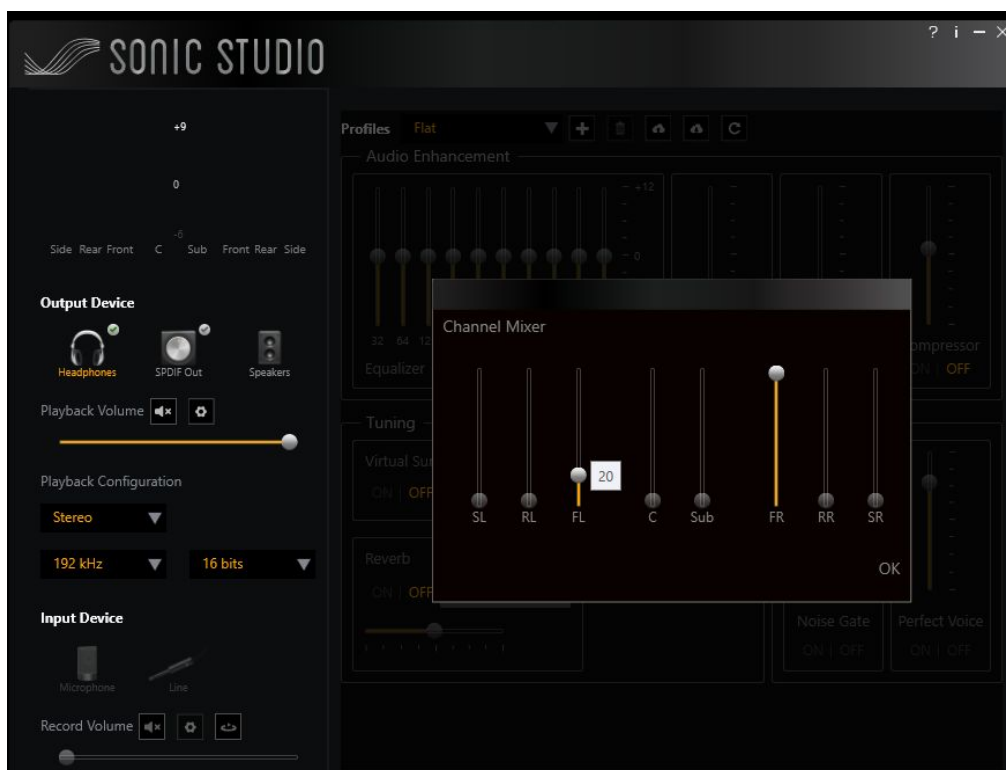 SONIC STUDIO
? i
+9
0
-6
Side Rear Front C Sub Front Rear Side
Output Device
Headphones SPDIF Out Speakers
Playback Volume
Playback Configuration
Stereo
192 kHz 16 bits
Input Device
Microphone Line
Record Volume
Profiles Flat
Audio Enhancement
+12
0
32 64
Equalizer
OFF
Tuning
Virtual Sur
ON | OFF
Reverb
ON | OFF
Channel Mixer
20
SL RL FL C Sub FR RR SR
OK
Noise Gate Perfect Voice
ON | OFF ON | OFF